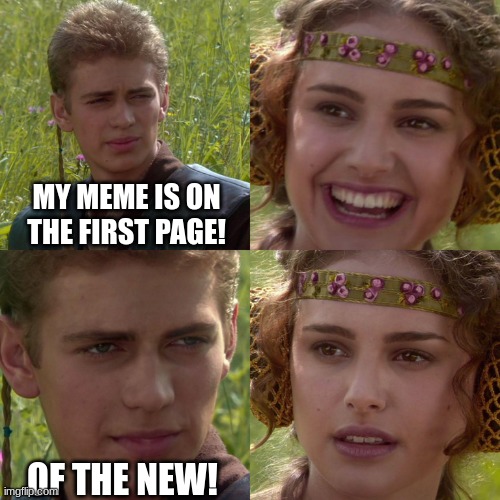 MY MEME IS ON
THE FIRST PAGE!
OF THE NEW!
imgflip.com